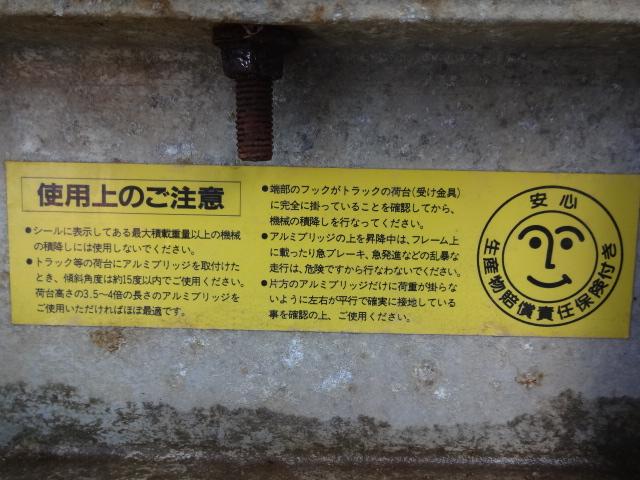 使用上のご注意
●シールに表示してある最大積載重量以上の機械
の積降しには使用しないでください。
●トラック等の荷台にアルミブリッジを取付けた
とき、傾斜角度は約15度以内でご使用ください。
荷台高さの3.5〜4倍の長さのアルミブリッジを
ご使用いただければほぼ最適です。
●端部のフックがトラックの荷台(受け金具)
に完全に掛っていることを確認してから、
機械の積降しを行なってください。
●アルミブリッジの上を昇降中は、フレーム上
に載ったり急ブレーキ、急発進などの乱暴な
走行は、危険ですから行なわないでください。
●片方のアルミブリッジだけに荷重が掛らな
いように左右が平行で確実に接地している
事を確認の上、ご使用ください。
安心
生産物賠償責任保険付き